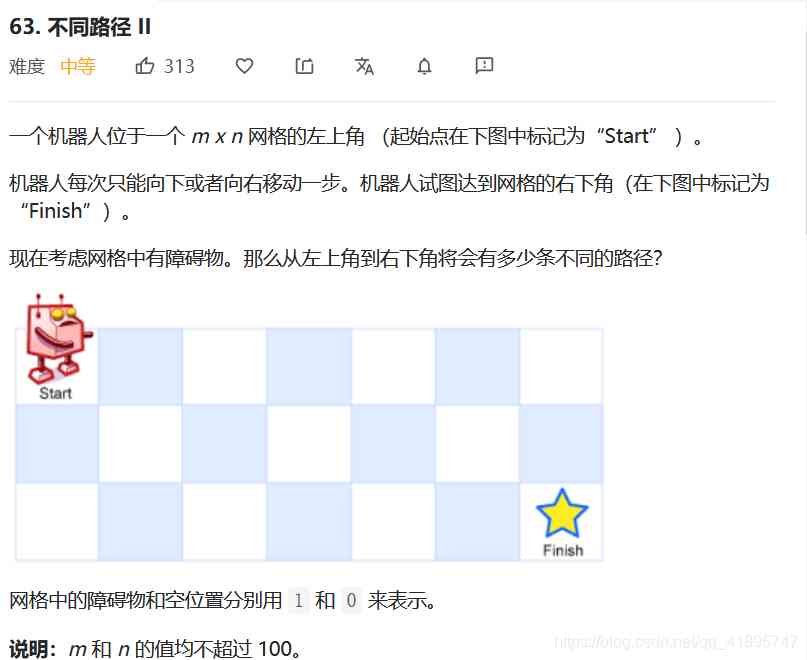 63. 不同路径 II
难度 中等 313
一个机器人位于一个 m x n 网格的左上角 （起始点在下图中标记为“Start” ）。
机器人每次只能向下或者向右移动一步。机器人试图达到网格的右下角（在下图中标记为
“Finish”）。
现在考虑网格中有障碍物。那么从左上角到右下角将会有多少条不同的路径？
Start
Finish
网格中的障碍物和空位置分别用 1 和 0 来表示。
说明：m 和 n 的值均不超过 100。
https://blog.csdn.net/qq_41895747